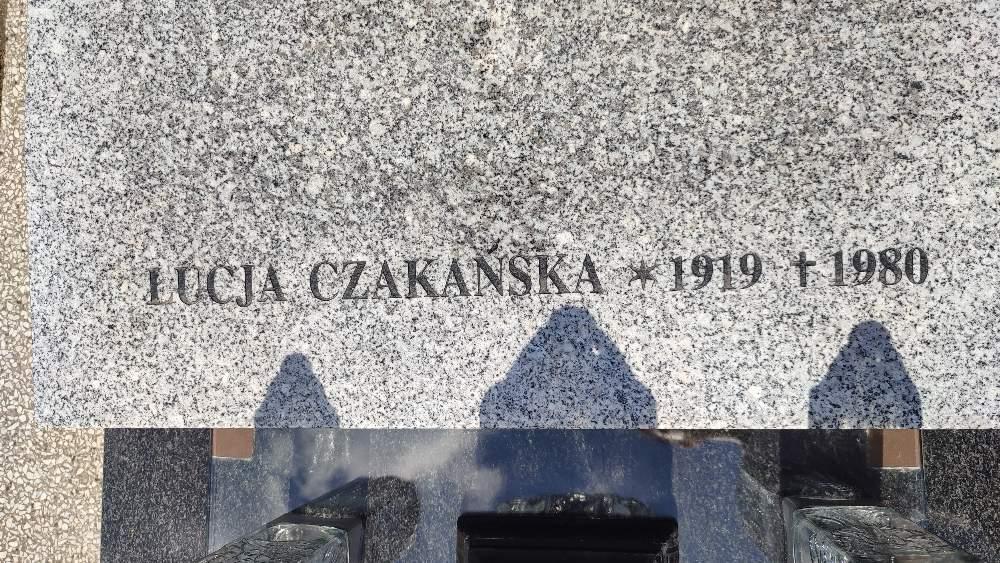 ŁUCJA CZAKAŃSKA * 1919 † 1980